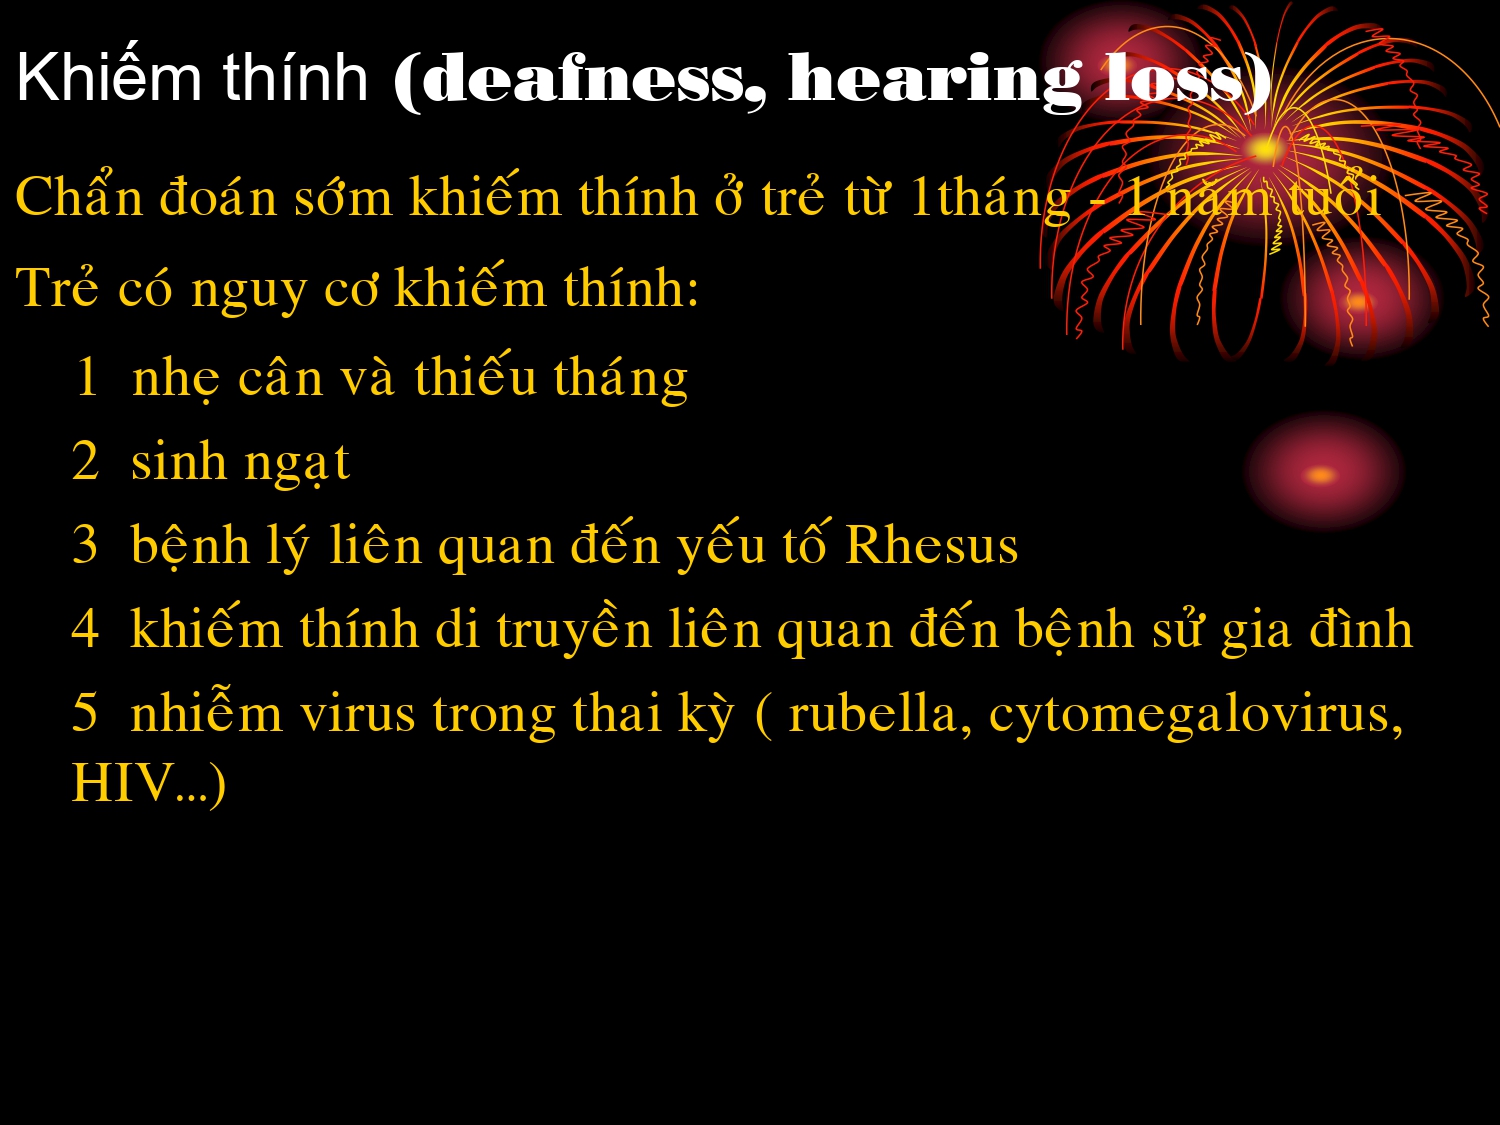 Khiếm thính (deafness, hearing loss)
Chẩn đoán sớm khiếm thính ở trẻ từ 1tháng - 1 năm tuổi
Trẻ có nguy cơ khiếm thính:
1 nhẹ cân và thiếu tháng
2 sinh ngạt
3 bệnh lý liên quan đến yếu tố Rhesus
4 khiếm thính di truyền liên quan đến bệnh sử gia đình
5 nhiễm virus trong thai kỳ ( rubella, cytomegalovirus,
HIV...)